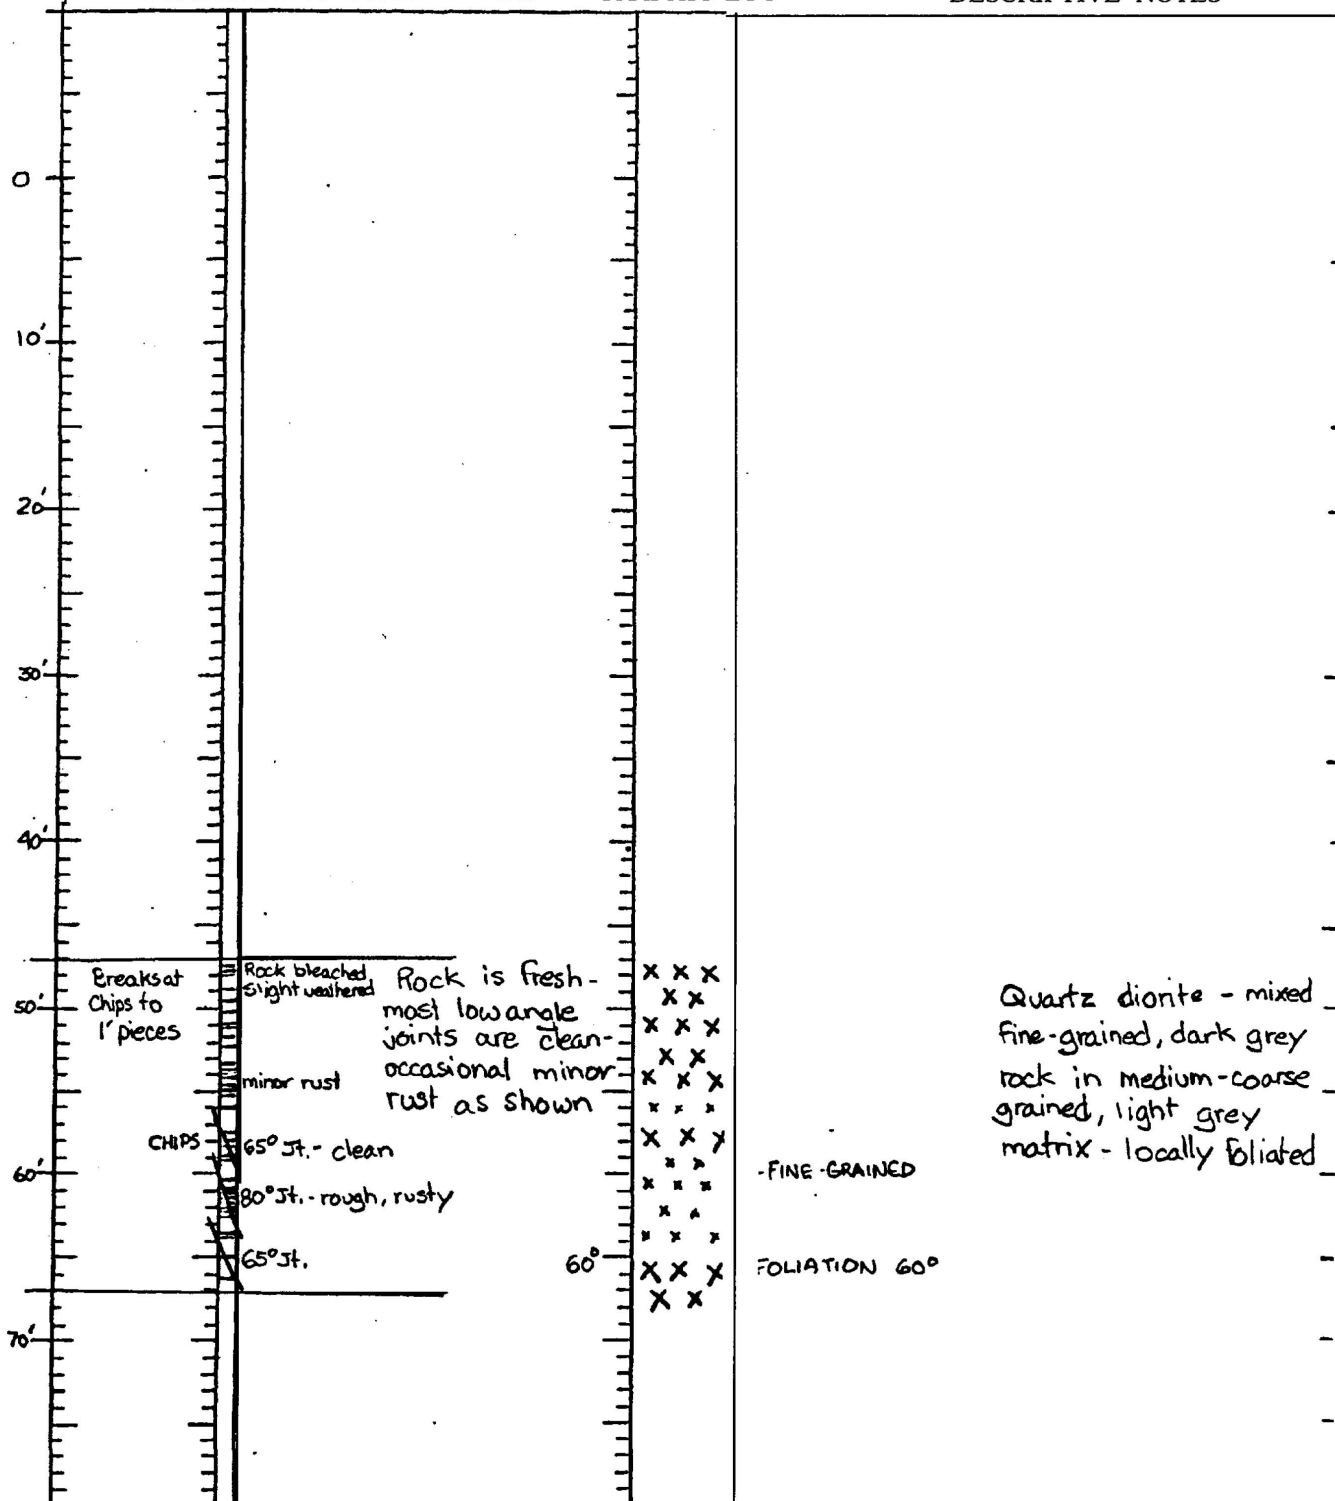 DESCRIPTIVE NOTES
0
10'
20'
30'
40'
50'
60'
70'
Breaks at
Chips to
1' pieces
CHIPS
Rock bleached
Slight weathered
minor rust
65° Jt. - clean
80° Jt. - rough, rusty
65° Jt.
Rock is fresh -
most low angle
joints are clean -
occasional minor
rust as shown
60°
- FINE-GRAINED
FOLIATION 60°
Quartz diorite - mixed
fine-grained, dark grey
rock in medium-coarse
grained, light grey
matrix - locally foliated